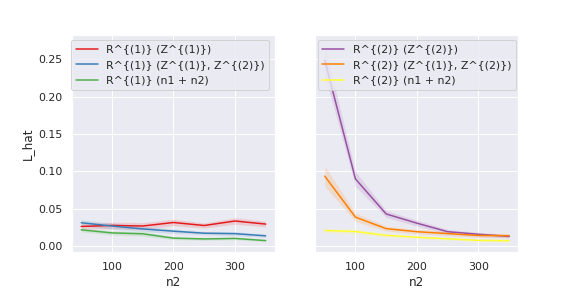 R^{(1)} (Z^{(1)})
R^{(1)} (Z^{(1)}, Z^{(2)})
R^{(1)} (n1 + n2)
R^{(2)} (Z^{(2)})
R^{(2)} (Z^{(1)}, Z^{(2)})
R^{(2)} (n1 + n2)
0.25
0.20
0.15
0.10
0.05
0.00
L_hat
100 200 300
n2
100 200 300
n2